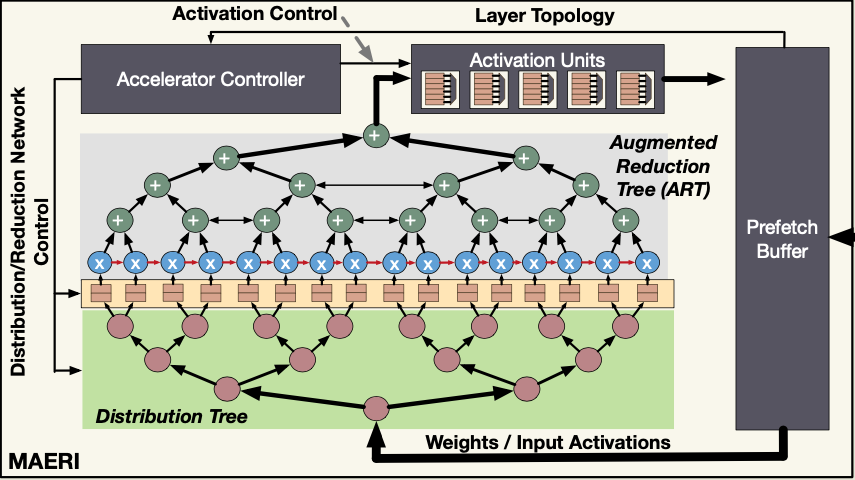 Activation Control
Layer Topology
Accelerator Controller
Activation Units
Augmented
Reduction
Tree (ART)
Distribution/Reduction Network
Control
Prefetch
Buffer
+
+ +
+ + + +
+ + + + + + + +
X X X X X X X X X X X X X X X X
Distribution Tree
Weights / Input Activations
MAERI